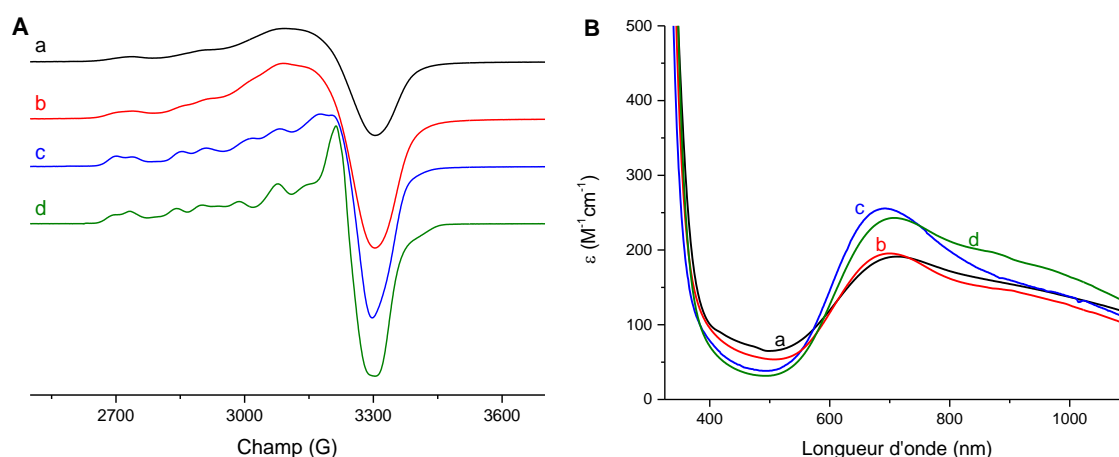 A
a
b
c
d
2700
3000
3300
3600
Champ (G)
B
500
400
300
200
100
0
ε (M⁻¹cm⁻¹)
c
d
b
a
400
600
800
1000
Longueur d'onde (nm)